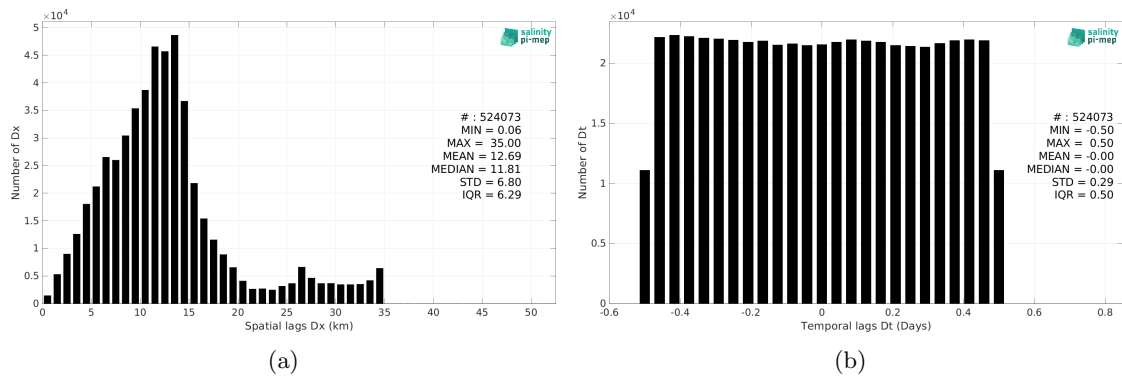 ×10⁴
5
4.5
4
3.5
3
2.5
2
1.5
1
0.5
0
Number of Dx
0 5 10 15 20 25 30 35 40 45 50
Spatial lags Dx (km)
salinity
pi-mep
# : 524073
MIN = 0.06
MAX = 35.00
MEAN = 12.69
MEDIAN = 11.81
STD = 6.80
IQR = 6.29
(a)
×10⁴
2
1.5
1
0.5
0
Number of Dt
-0.6 -0.4 -0.2 0 0.2 0.4 0.6 0.8
Temporal lags Dt (Days)
salinity
pi-mep
# : 524073
MIN = -0.50
MAX = 0.50
MEAN = -0.00
MEDIAN = -0.00
STD = 0.29
IQR = 0.50
(b)